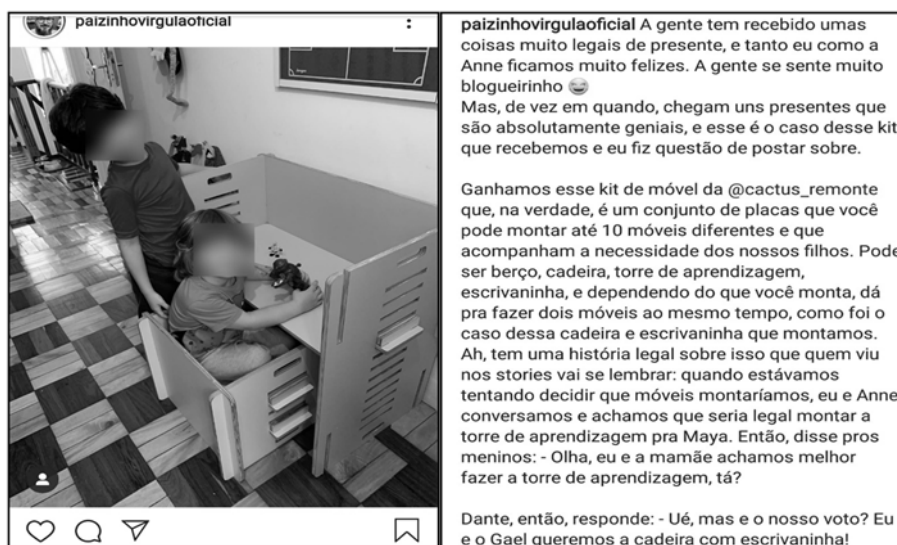 paizinhovirgulaoficial
paizinhovirgulaoficial A gente tem recebido umas
coisas muito legais de presente, e tanto eu como a
Anne ficamos muito felizes. A gente se sente muito
blogueirinho 😂
Mas, de vez em quando, chegam uns presentes que
são absolutamente geniais, e esse é o caso desse kit
que recebemos e eu fiz questão de postar sobre.
Ganhamos esse kit de móvel da @cactus_remonte
que, na verdade, é um conjunto de placas que você
pode montar até 10 móveis diferentes e que
acompanham a necessidade dos nossos filhos. Pode
ser berço, cadeira, torre de aprendizagem,
escrivaninha, e dependendo do que você monta, dá
pra fazer dois móveis ao mesmo tempo, como foi o
caso dessa cadeira e escrivaninha que montamos.
Ah, tem uma história legal sobre isso que quem viu
nos stories vai se lembrar: quando estávamos
tentando decidir que móveis montaríamos, eu e Anne
conversamos e achamos que seria legal montar a
torre de aprendizagem pra Maya. Então, disse pros
meninos: - Olha, eu e a mamãe achamos melhor
fazer a torre de aprendizagem, tá?
Dante, então, responde: - Ué, mas e o nosso voto? Eu
e o Gael queremos a cadeira com escrivaninha!